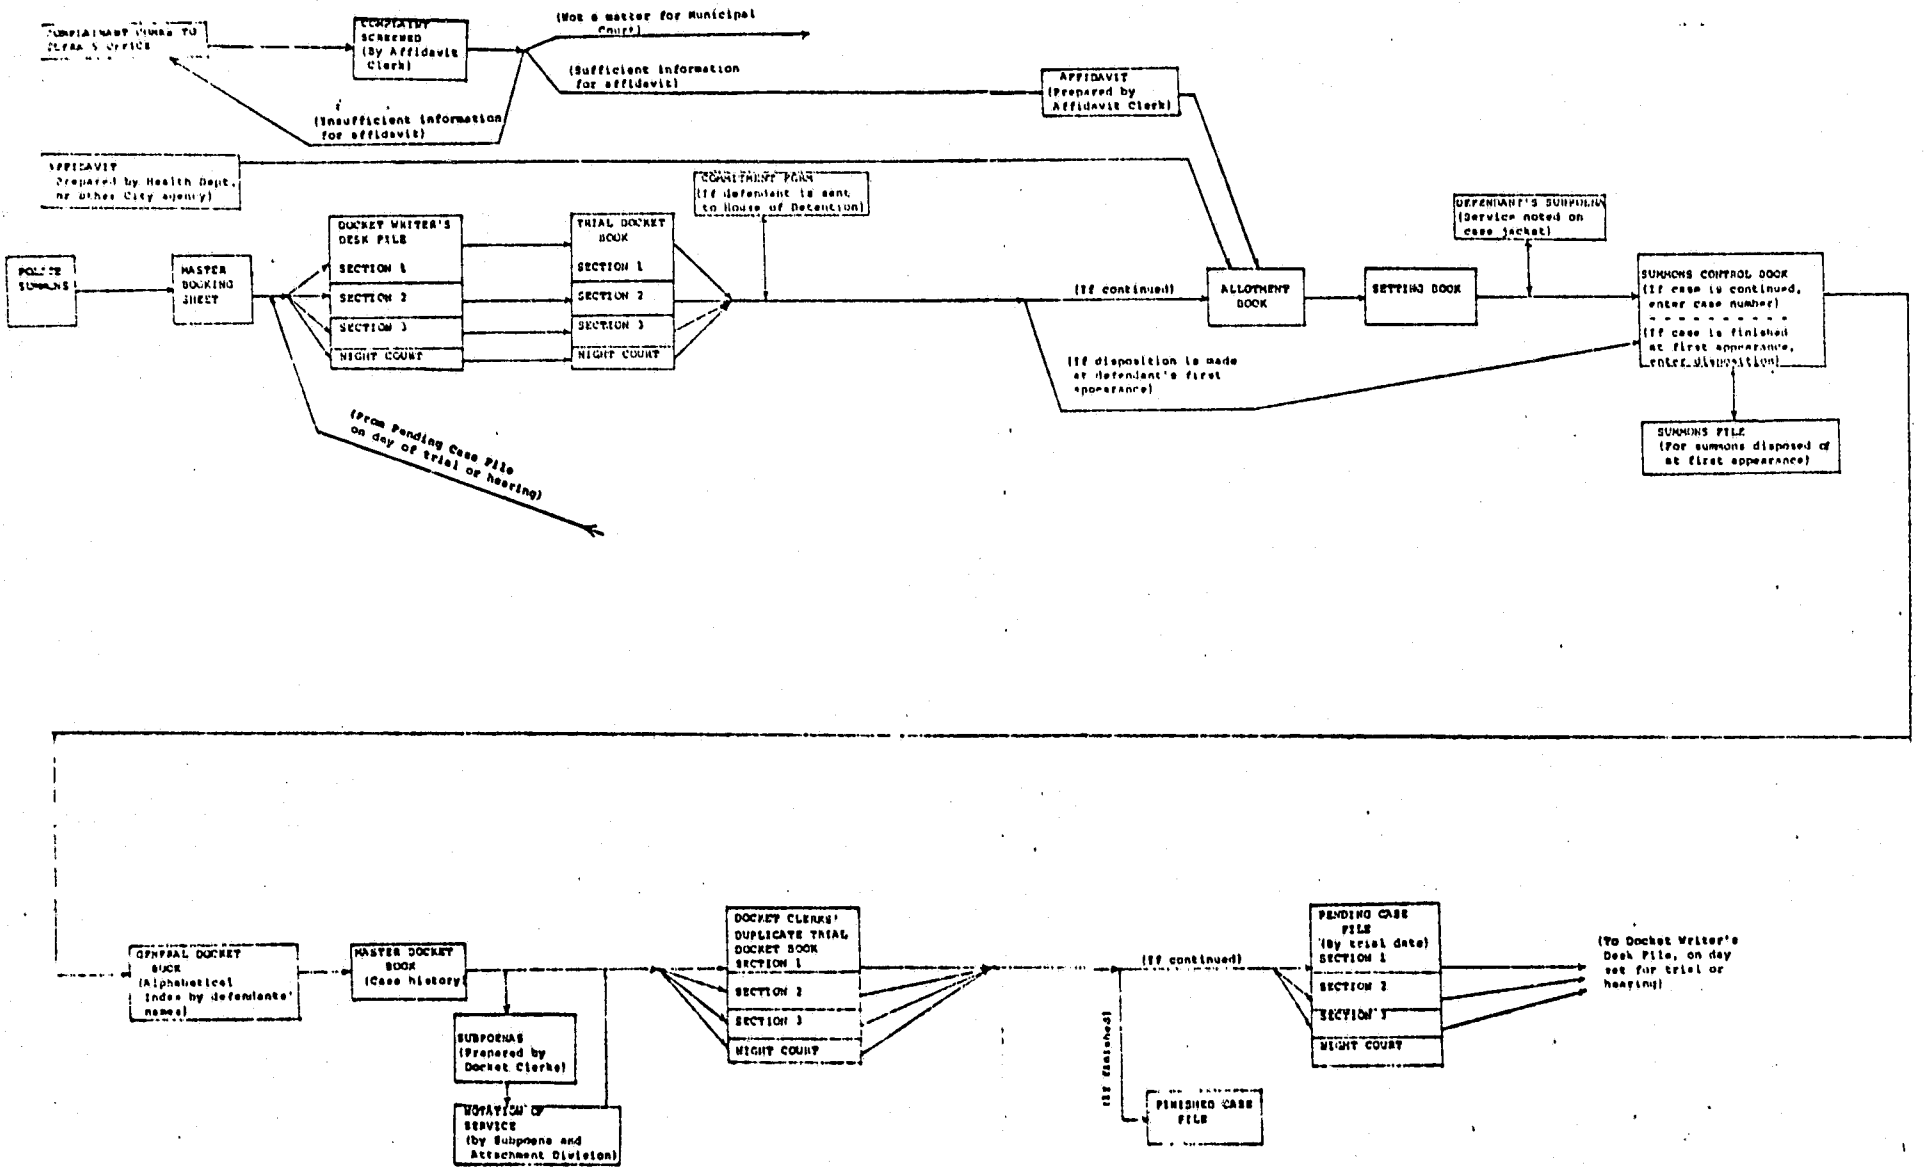 COMPLAINANT COMES TO
CLERK'S OFFICE
COMPLAINT
SCREENED
(By Affidavit
Clerk)
(Not a matter for Municipal
Court)
(Sufficient information
for affidavit)
(Insufficient information
for affidavit)
AFFIDAVIT
(Prepared by
Affidavit Clerk)
AFFIDAVIT
Prepared by Health Dept.
or Other City agency)
COMMITMENT FORM
(If defendant is sent
to House of Detention)
POLICE
SUMMONS
MASTER
BOOKING
SHEET
DOCKET WRITER'S
DESK FILE
SECTION 1
SECTION 2
SECTION 3
NIGHT COURT
TRIAL DOCKET
BOOK
SECTION 1
SECTION 2
SECTION 3
NIGHT COURT
(From Pending Case File
on day of trial or hearing)
(If continued)
(If disposition is made
at defendant's first
appearance)
ALLOTMENT
BOOK
SETTING BOOK
DEFENDANT'S SUBPOENA
(Service noted on
case jacket)
SUMMONS CONTROL BOOK
(If case is continued,
enter case number)
- - - - - - - - - -
(If case is finished
at first appearance,
enter disposition)
SUMMONS FILE
(For summons disposed of
at first appearance)
GENERAL DOCKET
BOOK
(Alphabetical
Index by defendants'
names)
MASTER DOCKET
BOOK
(Case history)
SUBPOENAS
(Prepared by
Docket Clerks)
NOTATION OF
SERVICE
(by Subpoena and
Attachment Division)
DOCKET CLERKS'
DUPLICATE TRIAL
DOCKET BOOK
SECTION 1
SECTION 2
SECTION 3
NIGHT COURT
(If continued)
(If finished)
FINISHED CASE
FILE
PENDING CASE
FILE
(By trial date)
SECTION 1
SECTION 2
SECTION 3
NIGHT COURT
(To Docket Writer's
Desk File, on day
set for trial or
hearing)